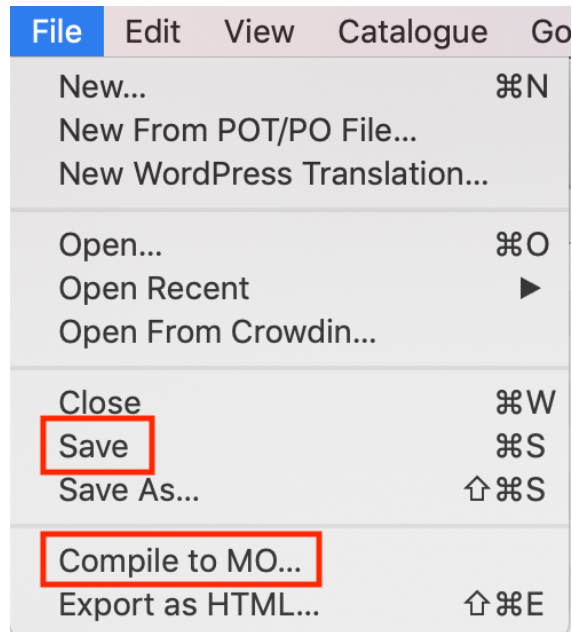 File Edit View Catalogue Go
New... ⌘N
New From POT/PO File...
New WordPress Translation...
Open... ⌘O
Open Recent ▶
Open From Crowdin...
Close ⌘W
Save ⌘S
Save As... ⇧⌘S
Compile to MO...
Export as HTML... ⇧⌘E